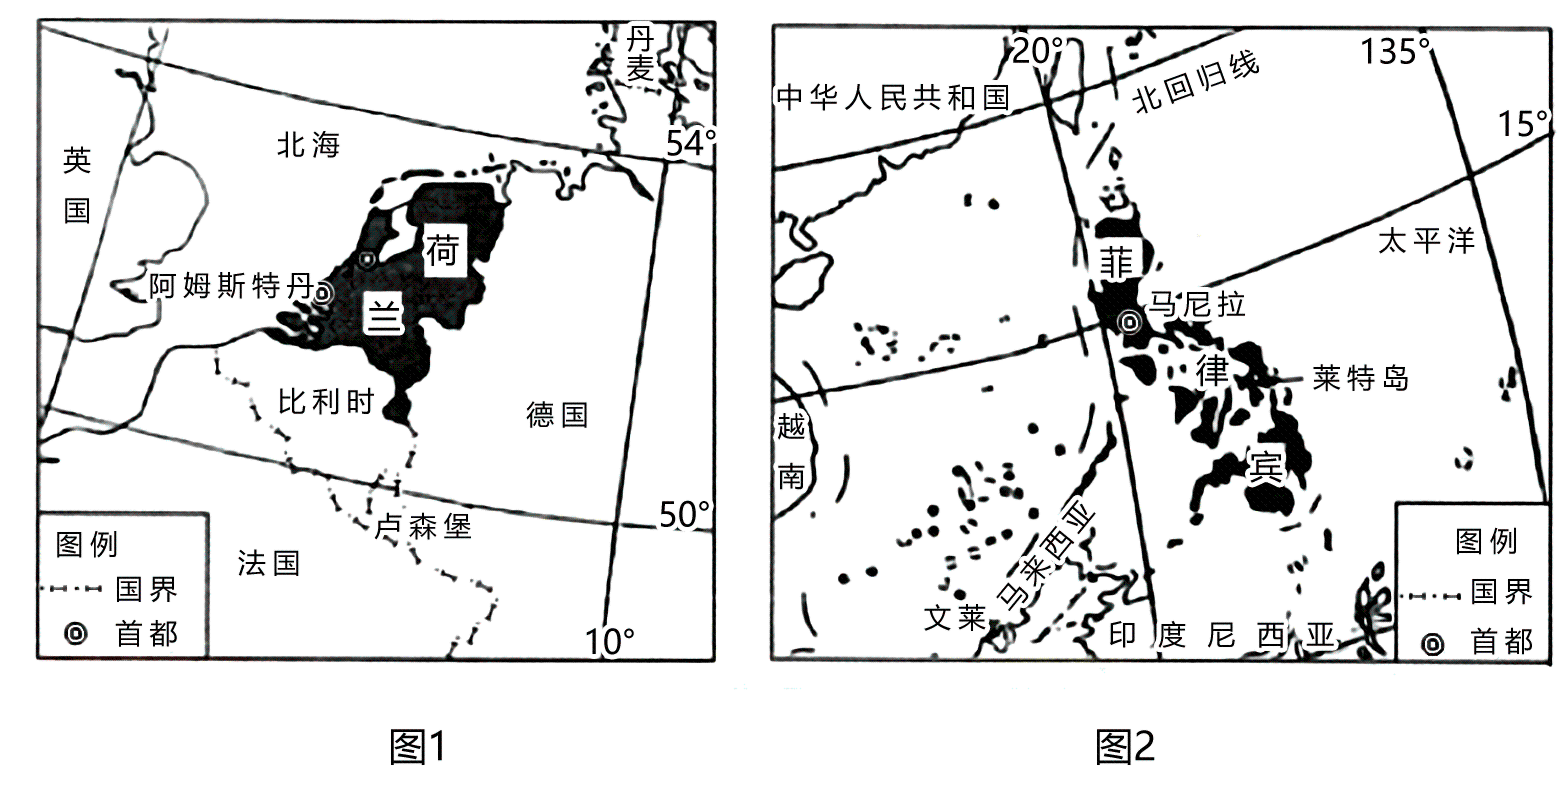 丹麦
54°
北海
英国
荷
阿姆斯特丹
兰
比利时
德国
50°
卢森堡
法国
图例
国界
首都
10°
图1
20°
135°
北回归线
中华人民共和国
15°
太平洋
菲
马尼拉
律
莱特岛
越南
宾
马来西亚
文莱
印度尼西亚
图例
国界
首都
图2